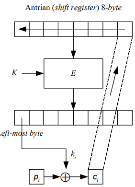 Antrian (shift register) 8-byte
K
E
Left-most byte
k_i
p_i
c_i